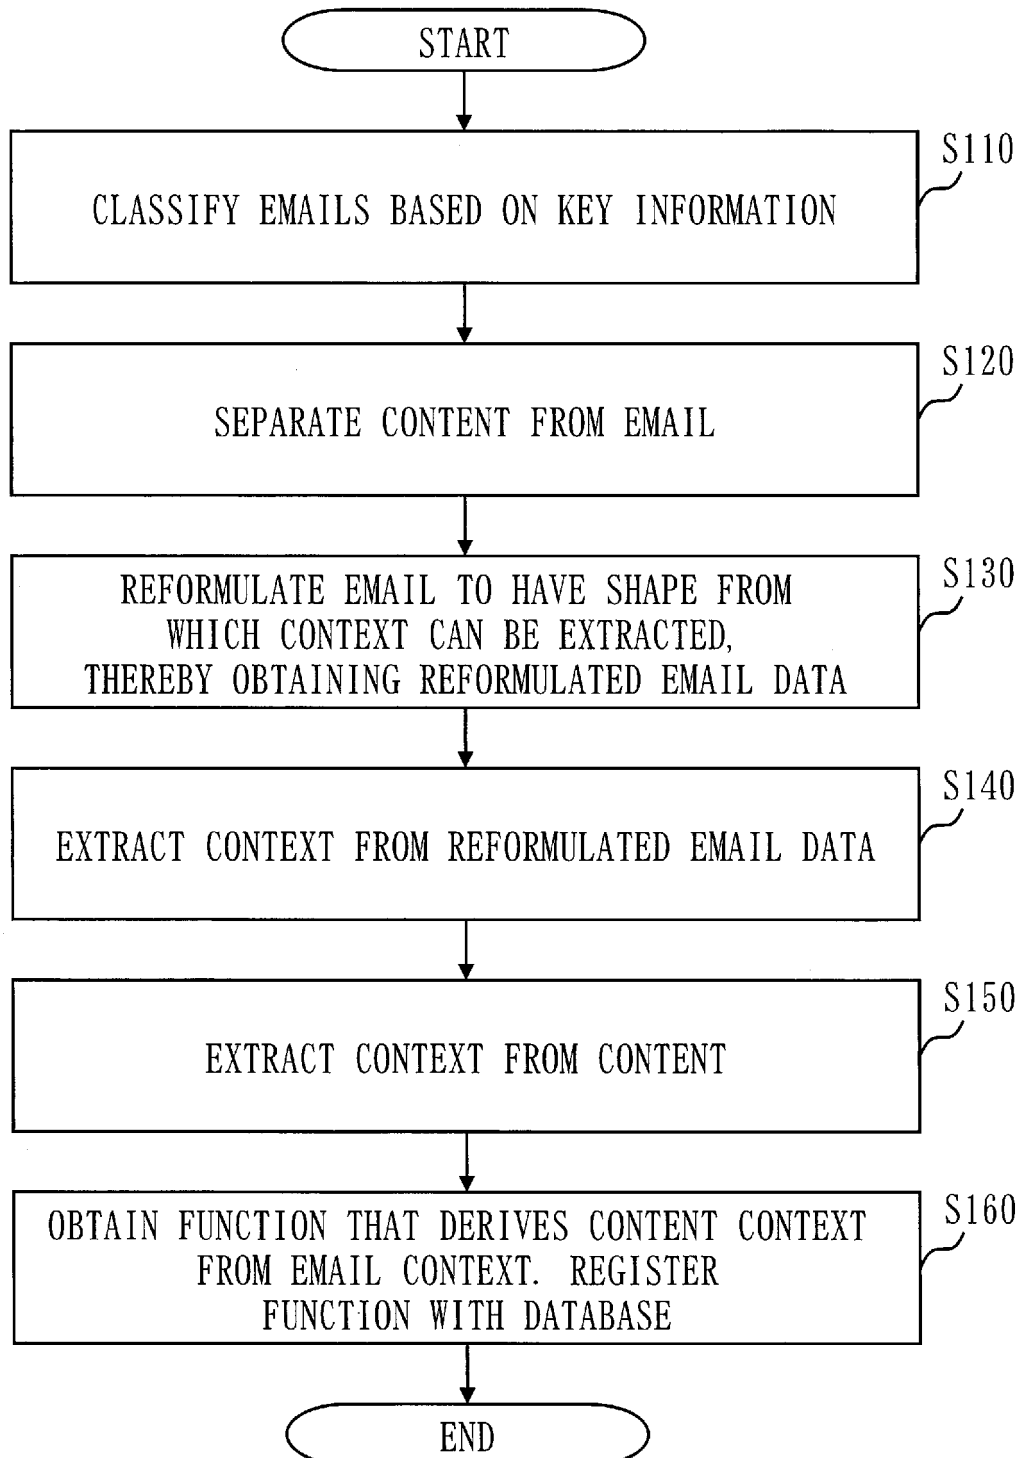 START
S110
CLASSIFY EMAILS BASED ON KEY INFORMATION
S120
SEPARATE CONTENT FROM EMAIL
S130
REFORMULATE EMAIL TO HAVE SHAPE FROM
WHICH CONTEXT CAN BE EXTRACTED,
THEREBY OBTAINING REFORMULATED EMAIL DATA
S140
EXTRACT CONTEXT FROM REFORMULATED EMAIL DATA
S150
EXTRACT CONTEXT FROM CONTENT
S160
OBTAIN FUNCTION THAT DERIVES CONTENT CONTEXT
FROM EMAIL CONTEXT. REGISTER
FUNCTION WITH DATABASE
END